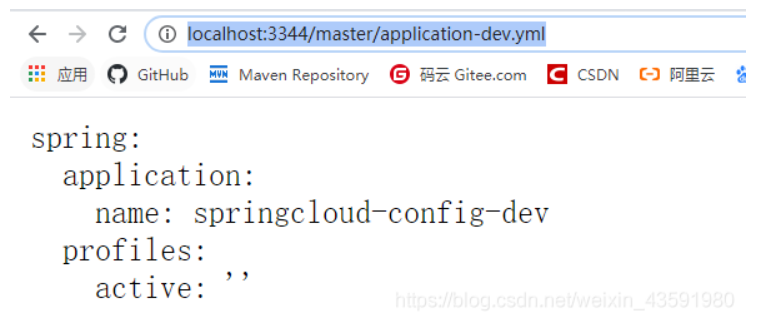 localhost:3344/master/application-dev.yml
应用 GitHub MVN Maven Repository G 码云 Gitee.com C CSDN 阿里云
spring:
  application:
    name: springcloud-config-dev
  profiles:
    active: ''
https://blog.csdn.net/weixin_43591980